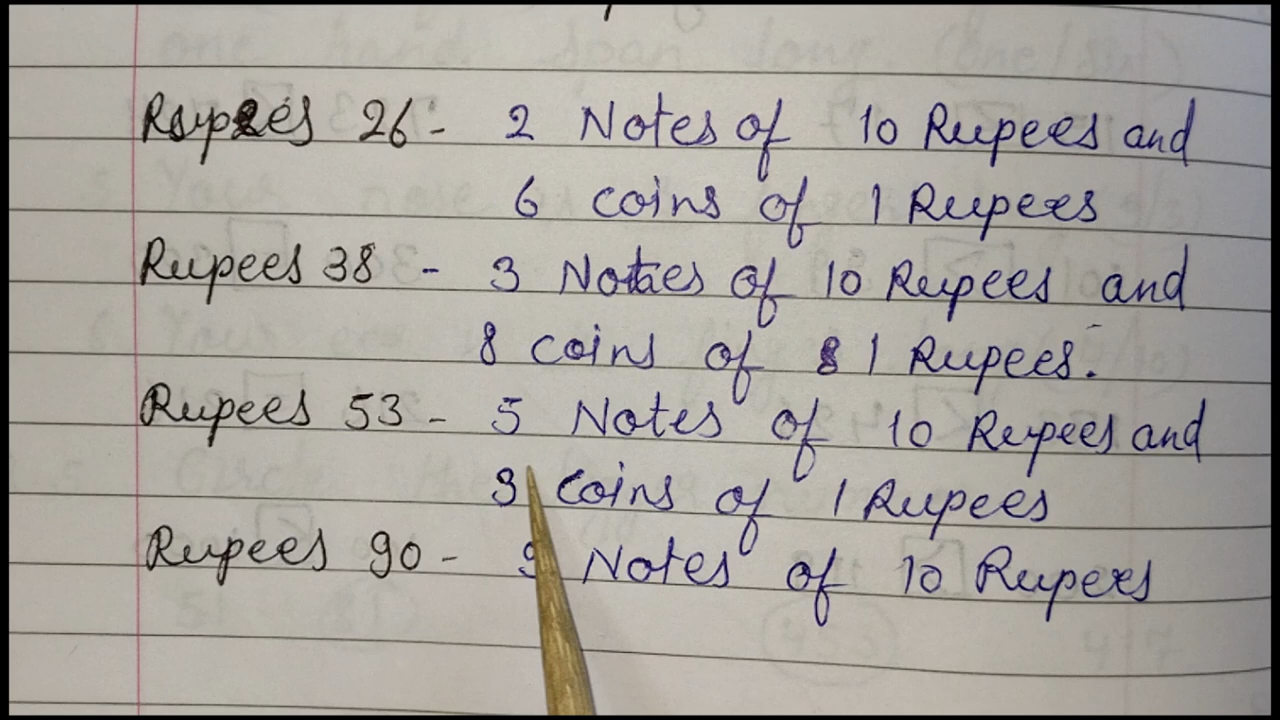 Rupees 26 - 2 Notes of 10 Rupees and
6 coins of 1 Rupees
Rupees 38 - 3 Notes of 10 Rupees and
8 coins of 1 Rupees.
Rupees 53 - 5 Notes of 10 Rupees and
3 coins of 1 Rupees
Rupees 90 - 9 Notes of 10 Rupees